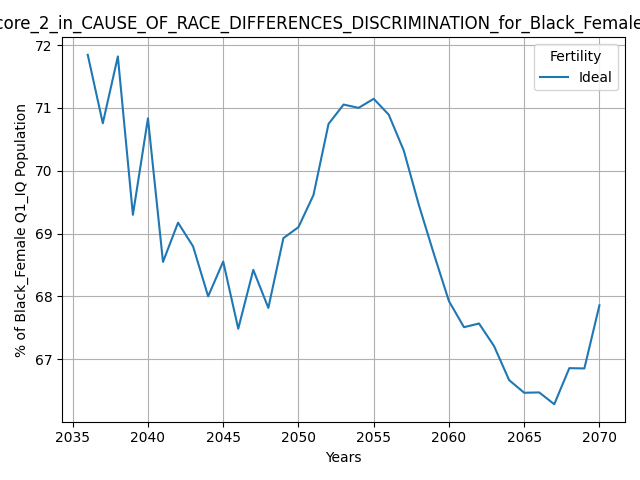 core_2_in_CAUSE_OF_RACE_DIFFERENCES_DISCRIMINATION_for_Black_Female
72
71
70
69
68
67
% of Black_Female Q1_IQ Population
Fertility
Ideal
2035 2040 2045 2050 2055 2060 2065 2070
Years